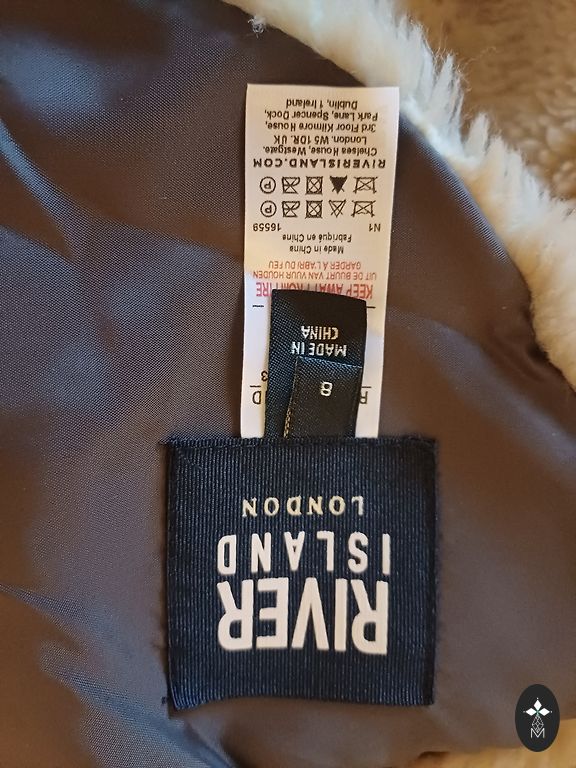 RIVER
ISLAND
LONDON
8
MADE IN
CHINA
KEEP AWAY FROM FIRE
UIT DE BUURT VAN VUUR HOUDEN
GARDER À L'ABRI DU FEU
Made in China
Fabriqué en Chine
N1 16559
RIVERISLAND.COM
Chelsea House, Westgate,
London. W5 1DR. UK
3rd Floor Kilmore House,
Park Lane, Spencer Dock,
Dublin, 1 Ireland
M